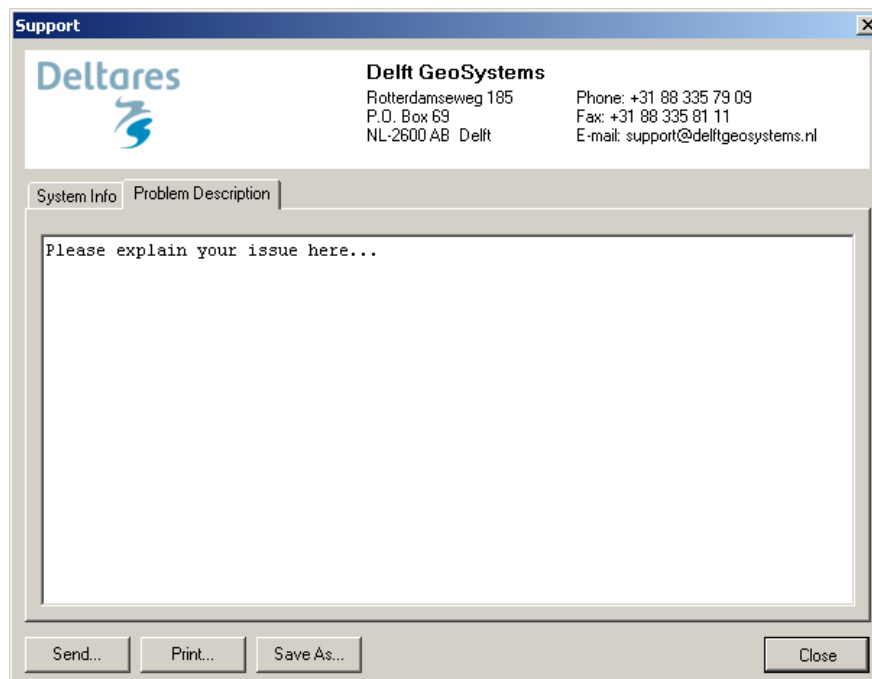 Support
Deltares
Delft GeoSystems
Rotterdamseweg 185
P.O. Box 69
NL-2600 AB Delft
Phone: +31 88 335 79 09
Fax: +31 88 335 81 11
E-mail: support@delftgeosystems.nl
System Info
Problem Description
Please explain your issue here...
Send...
Print...
Save As...
Close